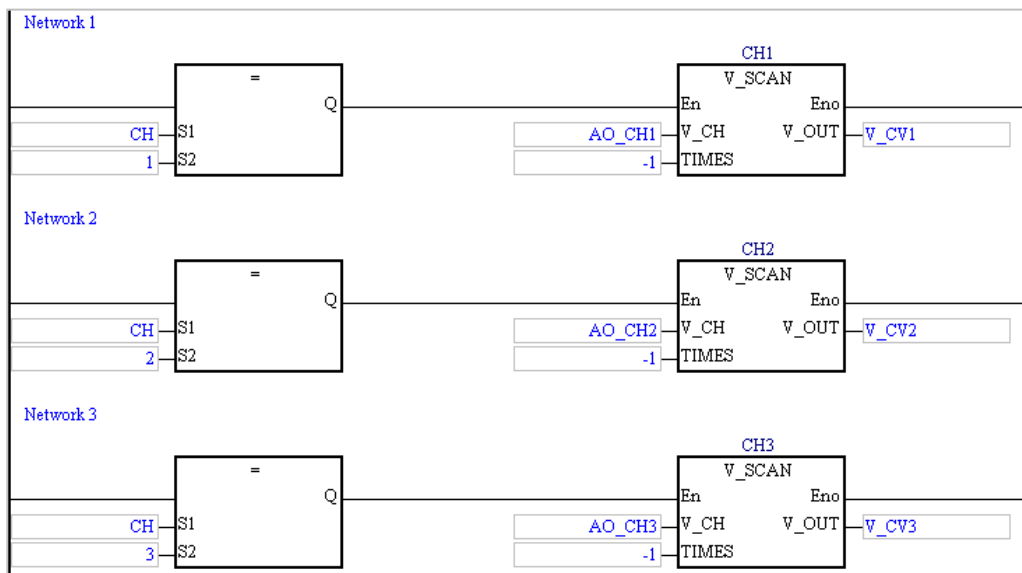 Network 1
CH1
= V_SCAN
Q En Eno
CH S1 AO_CH1 V_CH V_OUT V_CV1
1 S2 -1 TIMES
Network 2
CH2
= V_SCAN
Q En Eno
CH S1 AO_CH2 V_CH V_OUT V_CV2
2 S2 -1 TIMES
Network 3
CH3
= V_SCAN
Q En Eno
CH S1 AO_CH3 V_CH V_OUT V_CV3
3 S2 -1 TIMES